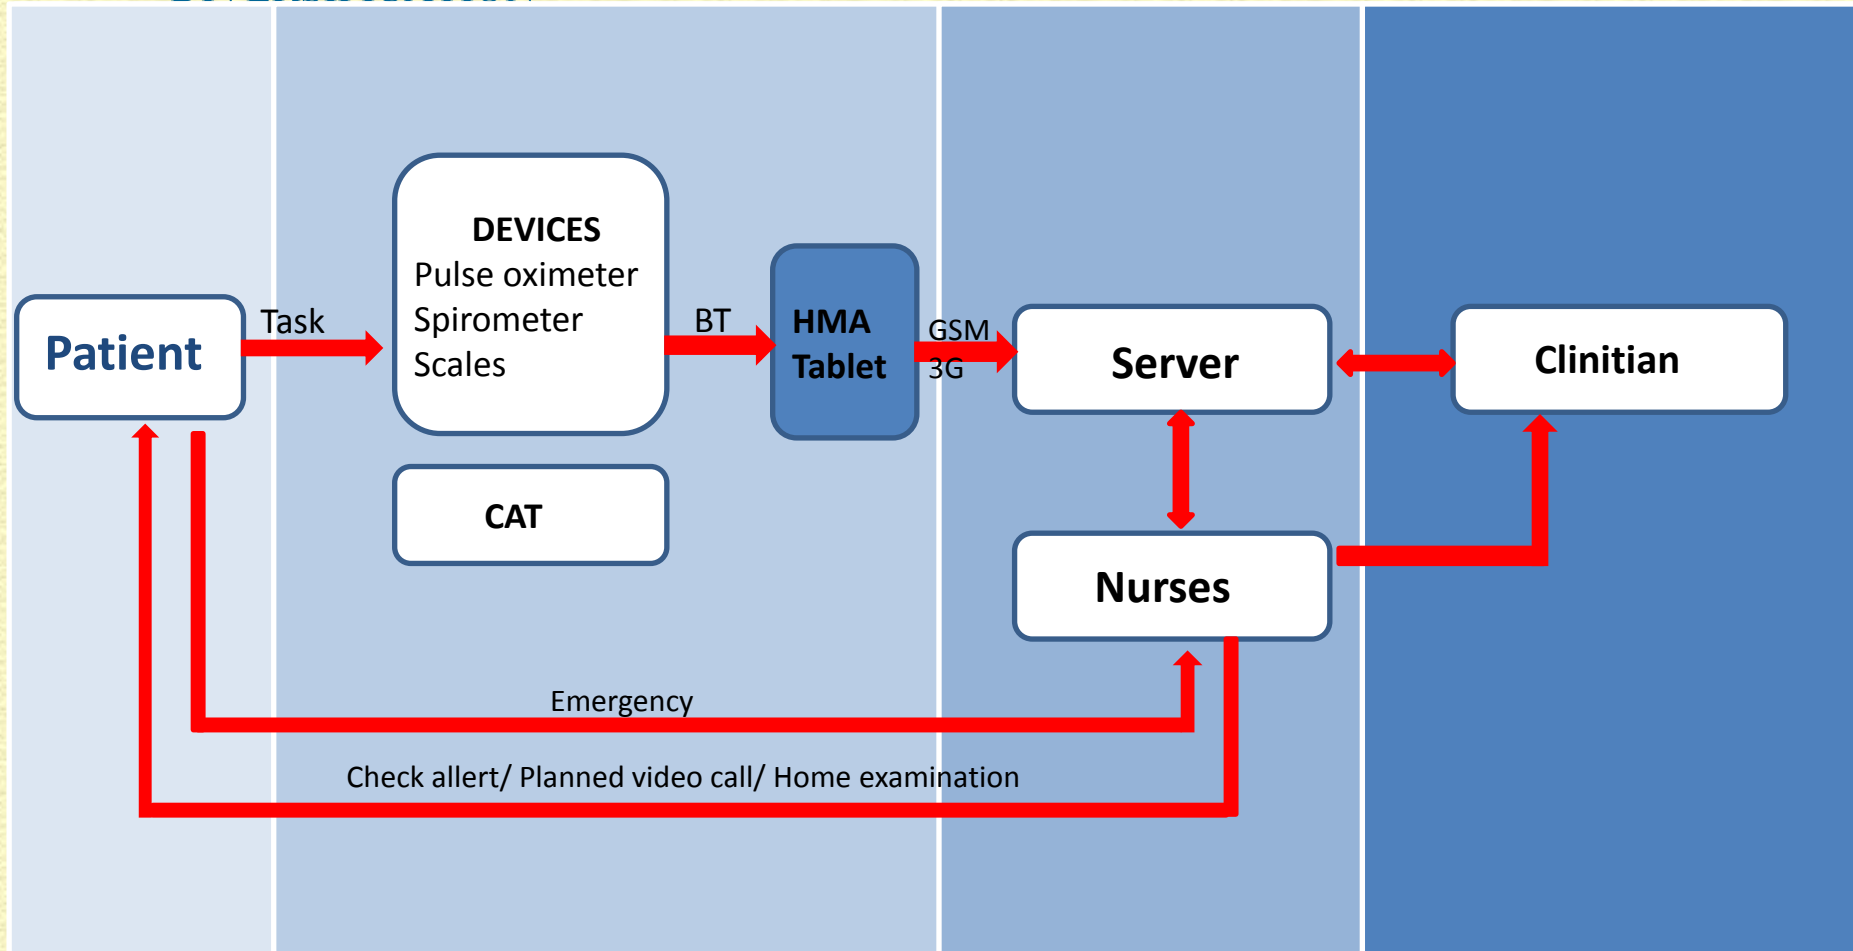 Patient
Task
DEVICES
Pulse oximeter
Spirometer
Scales
CAT
BT
HMA
Tablet
GSM
3G
Server
Nurses
Clinitian
Emergency
Check allert/ Planned video call/ Home examination